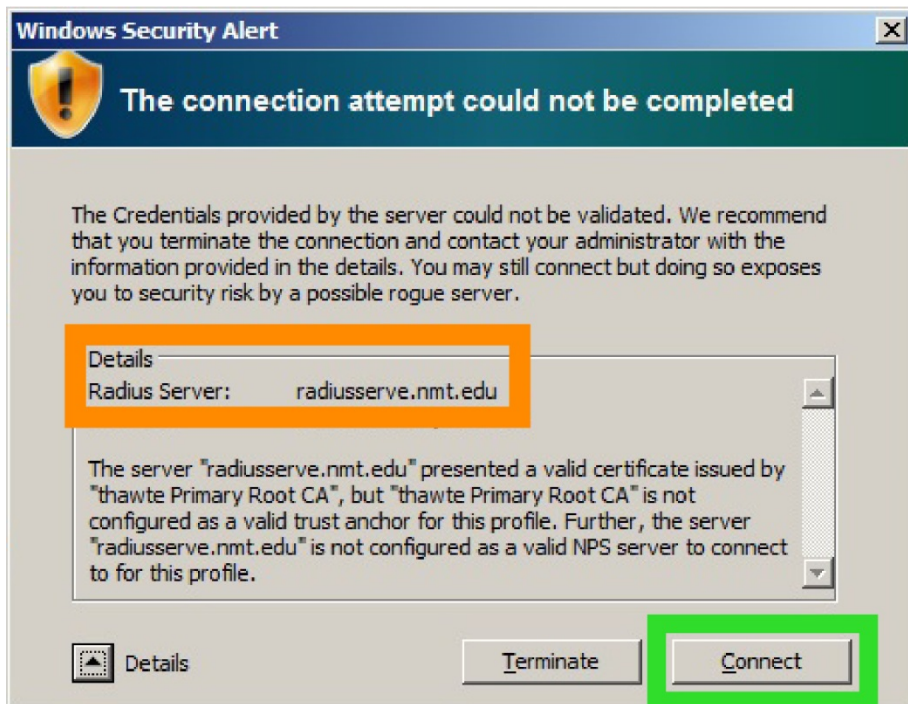 Windows Security Alert
The connection attempt could not be completed
The Credentials provided by the server could not be validated. We recommend
that you terminate the connection and contact your administrator with the
information provided in the details. You may still connect but doing so exposes
you to security risk by a possible rogue server.
Details
Radius Server: radiusserve.nmt.edu
The server "radiusserve.nmt.edu" presented a valid certificate issued by
"thawte Primary Root CA", but "thawte Primary Root CA" is not
configured as a valid trust anchor for this profile. Further, the server
"radiusserve.nmt.edu" is not configured as a valid NPS server to connect
to for this profile.
Details
Terminate
Connect